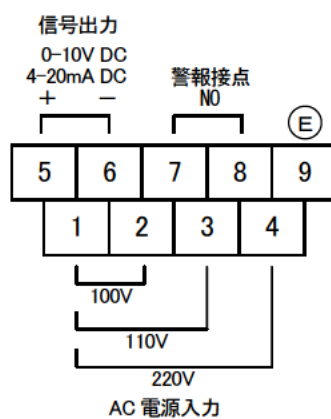 信号出力
0-10V DC
4-20mA DC
+ -
警報接点
NO
E
5 6 7 8 9
1 2 3 4
100V
110V
220V
AC 電源入力